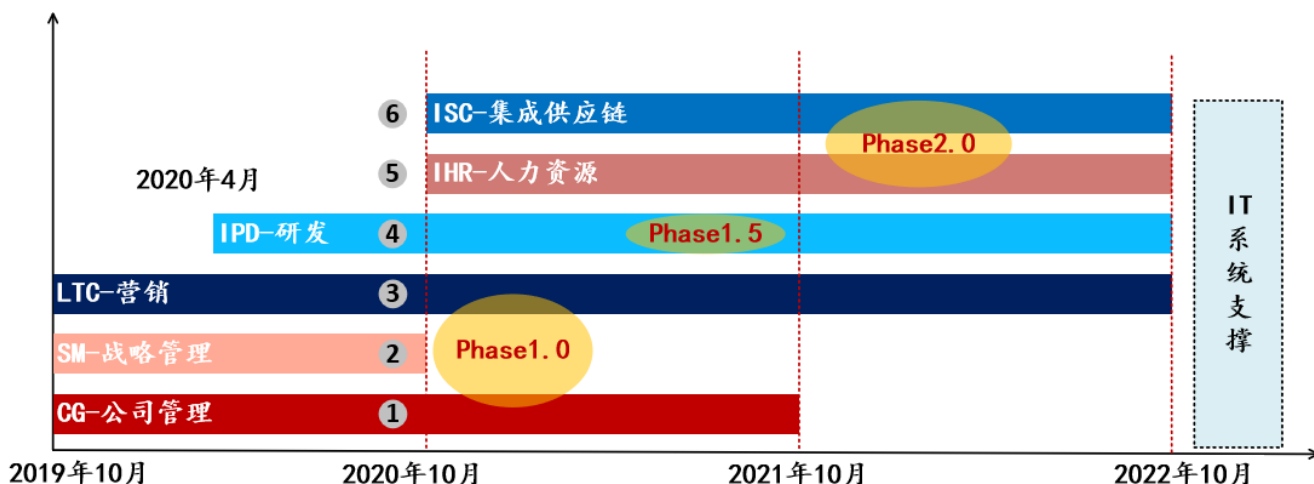 6 ISC-集成供应链
Phase2.0
5 IHR-人力资源
2020年4月
IPD-研发 4 Phase1.5
LTC-营销 3
SM-战略管理 2
Phase1.0
CG-公司管理 1
IT系统支撑
2019年10月 2020年10月 2021年10月 2022年10月